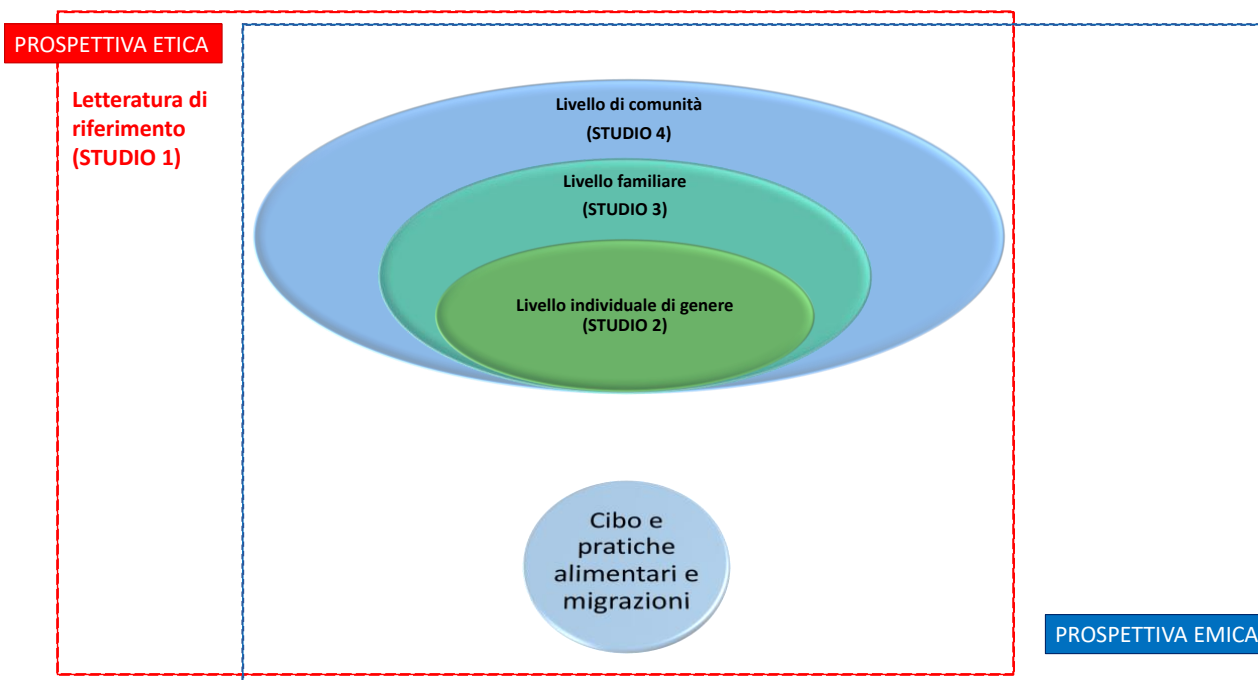 PROSPETTIVA ETICA
Letteratura di
riferimento
(STUDIO 1)
Livello di comunità
(STUDIO 4)
Livello familiare
(STUDIO 3)
Livello individuale di genere
(STUDIO 2)
Cibo e
pratiche
alimentari e
migrazioni
PROSPETTIVA EMICA